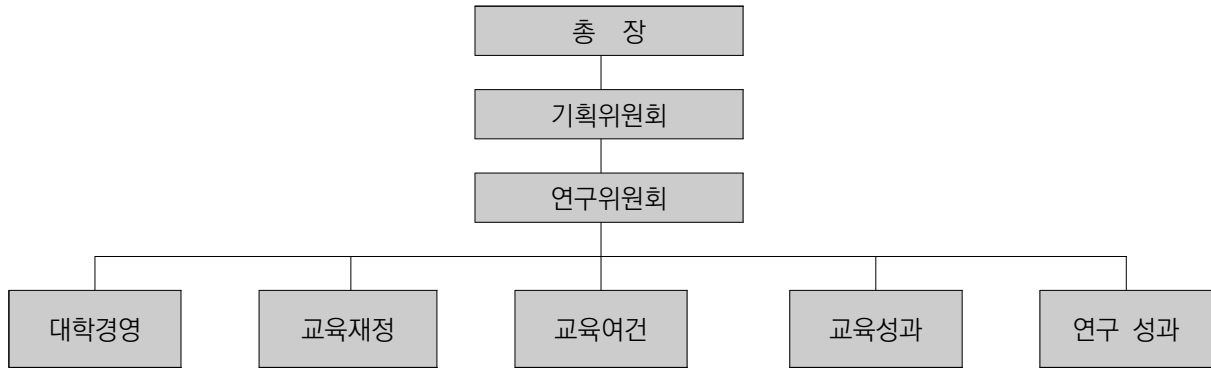 총 장
기획위원회
연구위원회
대학경영
교육재정
교육여건
교육성과
연구 성과